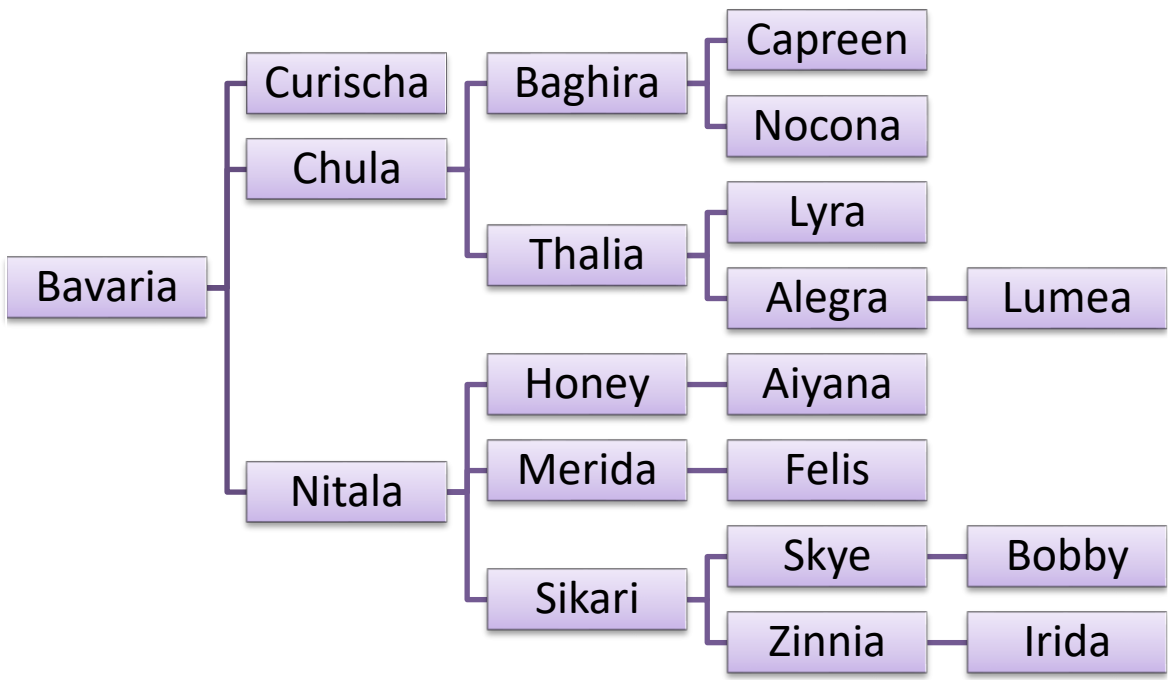 Bavaria
Curischa
Chula
Baghira
Capreen
Nocona
Thalia
Lyra
Alegra
Lumea
Nitala
Honey
Aiyana
Merida
Felis
Sikari
Skye
Bobby
Zinnia
Irida